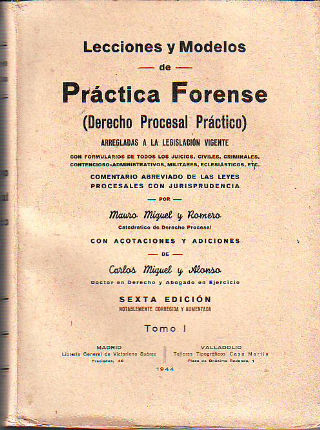 Lecciones y Modelos
de
Práctica Forense
(Derecho Procesal Práctico)
ARREGLADAS A LA LEGISLACIÓN VIGENTE
CON FORMULARIOS DE TODOS LOS JUICIOS, CIVILES, CRIMINALES,
CONTENCIOSO-ADMINISTRATIVOS, MILITARES, ECLESIÁSTICOS, ETC.
COMENTARIO ABREVIADO DE LAS LEYES
PROCESALES CON JURISPRUDENCIA
POR
Mauro Miguel y Romero
Catedrático de Derecho Procesal
CON ACOTACIONES Y ADICIONES
DE
Carlos Miguel y Alonso
Doctor en Derecho y Abogado en Ejercicio
SEXTA EDICIÓN
NOTABLEMENTE CORREGIDA Y AUMENTADA
Tomo I
MADRID
Librería General de Victoriano Suárez
Preciados, 46
VALLADOLID
Talleres Tipográficos Casa Martín
1944